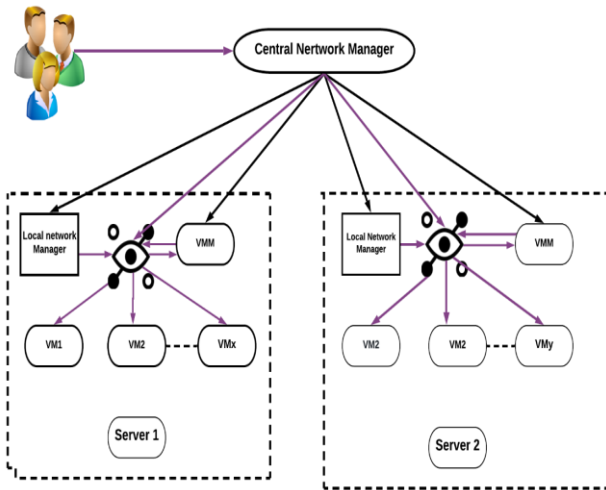 Central Nertwork Manager
Local network
Manager
VMM
VM1
VM2
VMx
Server 1
Local Network
Manager
VMM
VM2
VM2
VMy
Server 2